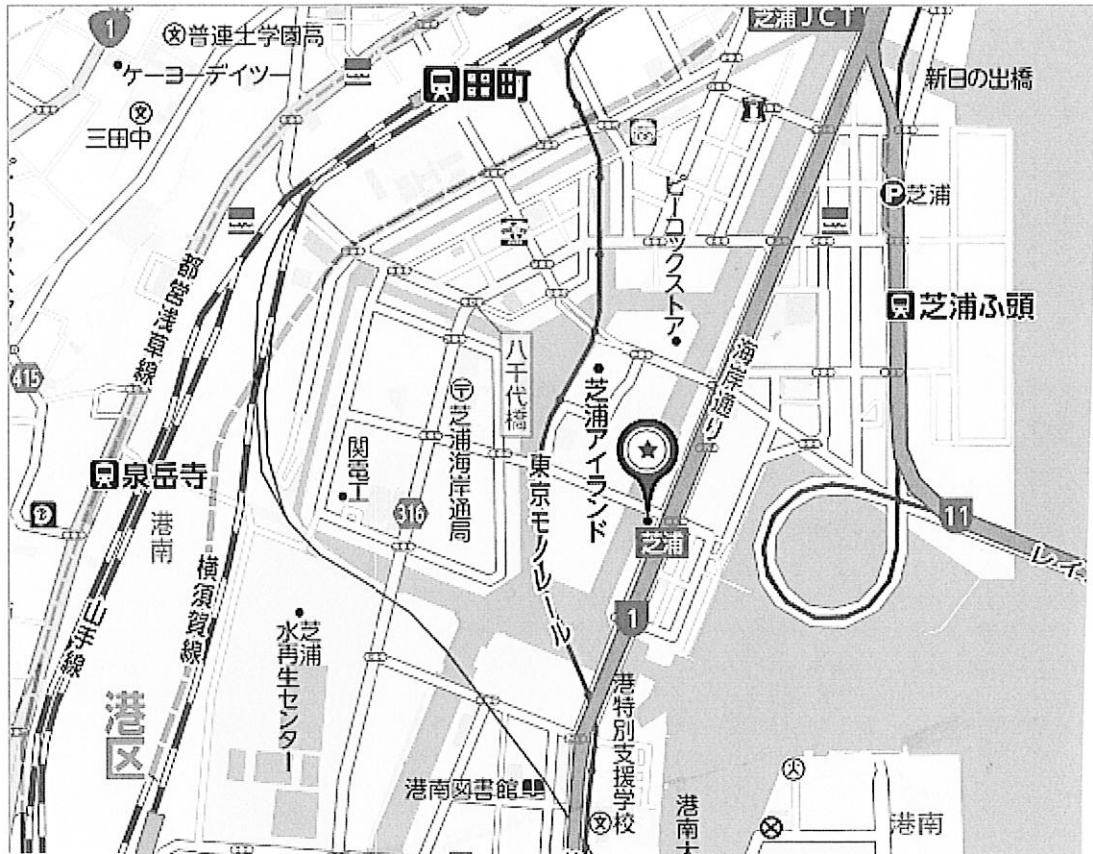 芝浦JCT
1
普連土学園高
ケーヨーデイツー
田町
新日の出橋
三田中
芝浦
ピーコックストア
都営浅草線
芝浦ふ頭
海岸通り
八千代橋
415
芝浦アイランド
芝浦海岸通局
関電工
東京モノレール
泉岳寺
316
11
港南
芝浦
レイ
横須賀線
山手線
1
芝浦
水再生センター
港区
港特別支援学校
港南図書館
港南大
港南